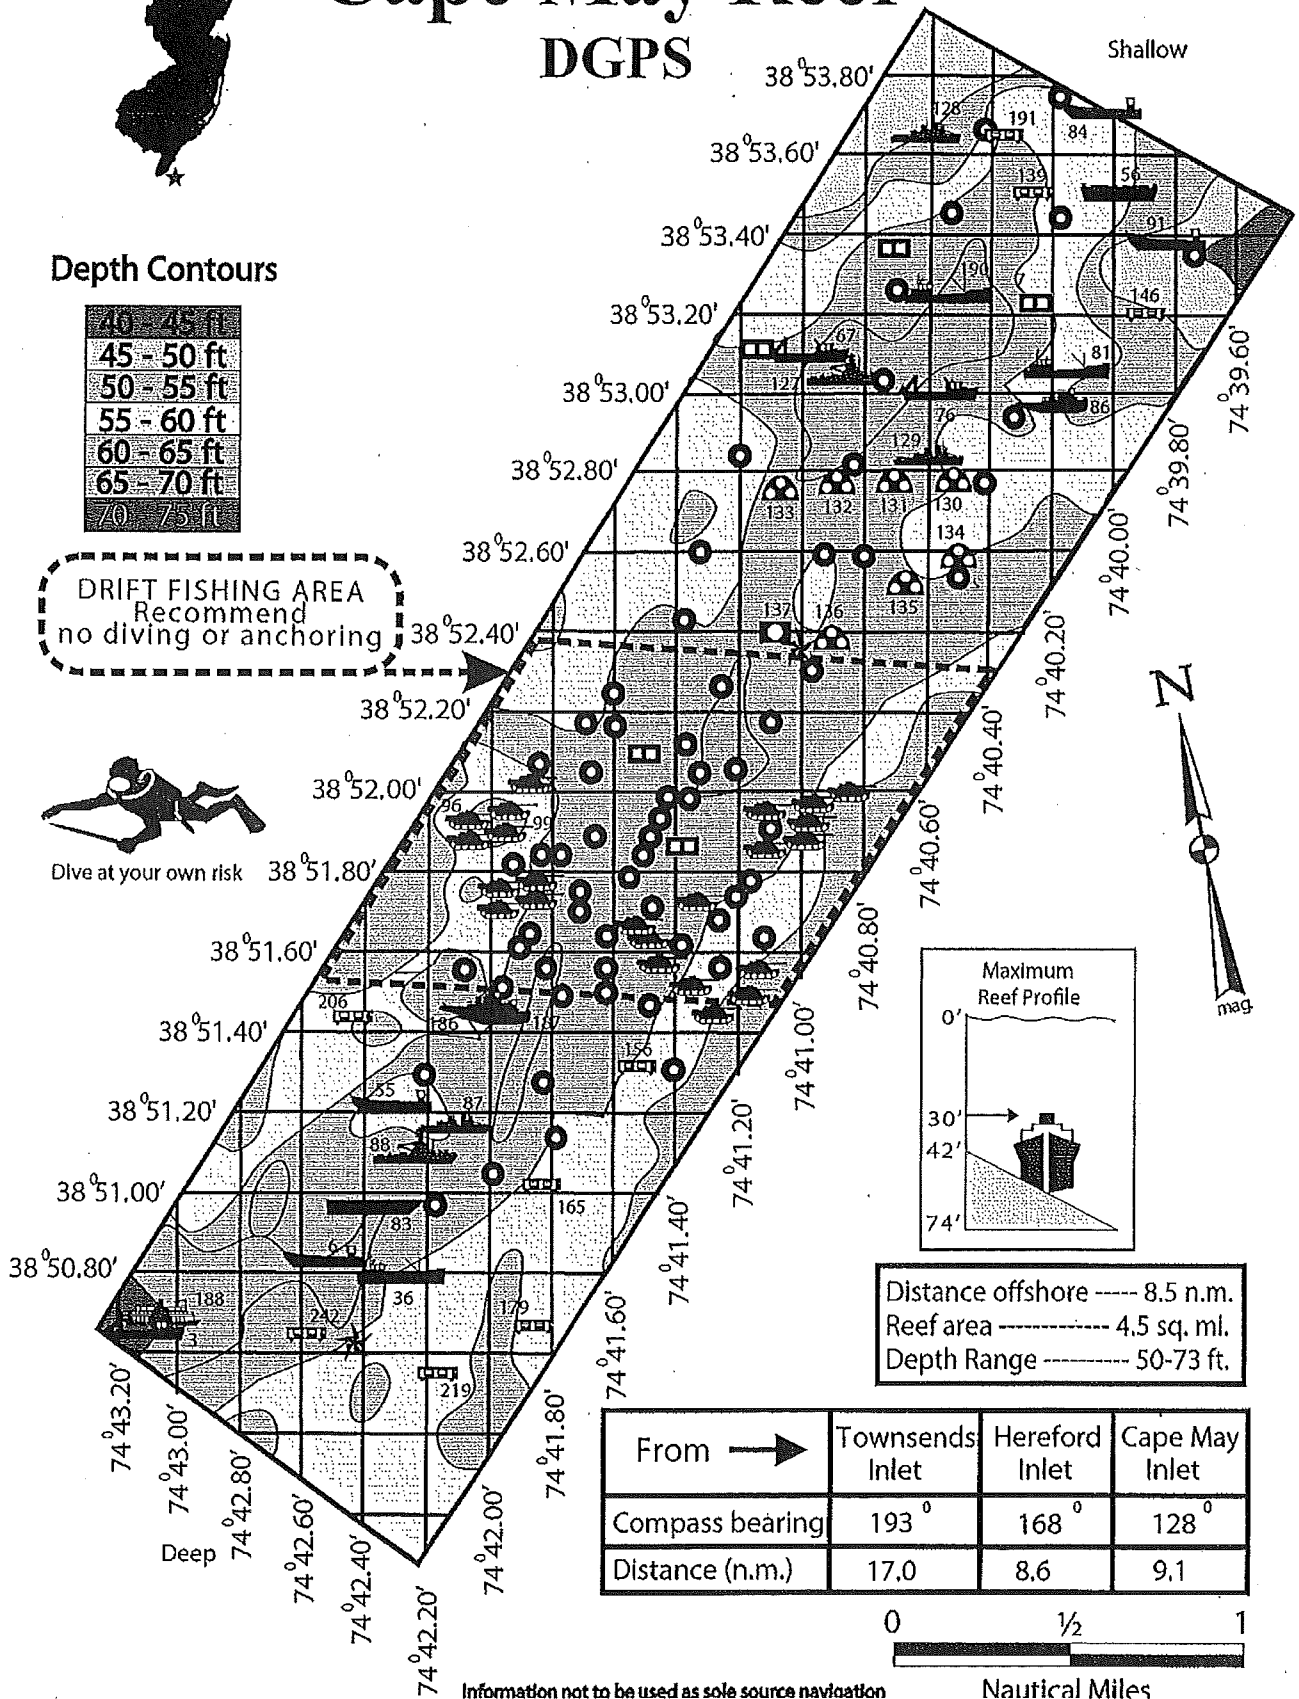 Cape May Reef
DGPS
Shallow
38°53.80'
38°53.60'
38°53.40'
38°53.20'
38°53.00'
38°52.80'
38°52.60'
38°52.40'
38°52.20'
38°52.00'
38°51.80'
38°51.60'
38°51.40'
38°51.20'
38°51.00'
38°50.80'
Depth Contours
40 - 45 ft
45 - 50 ft
50 - 55 ft
55 - 60 ft
60 - 65 ft
65 - 70 ft
70 - 75 ft
DRIFT FISHING AREA
Recommend
no diving or anchoring
Dive at your own risk
128
191
84
139
56
91
190
7
146
67
127
81
76
86
129
133
132
131
130
134
135
137
136
96
99
206
186
187
156
55
87
88
165
83
6
36
188
3
242
179
219
74°39.60'
74°39.80'
74°40.00'
74°40.20'
74°40.40'
74°40.60'
74°40.80'
74°41.00'
74°41.20'
74°41.40'
74°41.60'
74°41.80'
74°42.00'
74°42.20'
74°42.40'
74°42.60'
74°42.80'
74°43.00'
74°43.20'
Deep
N
mag
Maximum
Reef Profile
0'
30'
42'
74'
Distance offshore ----- 8.5 n.m.
Reef area ------------- 4.5 sq. ml.
Depth Range ---------- 50-73 ft.
From Townsends Inlet Hereford Inlet Cape May Inlet
Compass bearing 193° 168° 128°
Distance (n.m.) 17.0 8.6 9.1
0 ½ 1
Nautical Miles
Information not to be used as sole source navigation